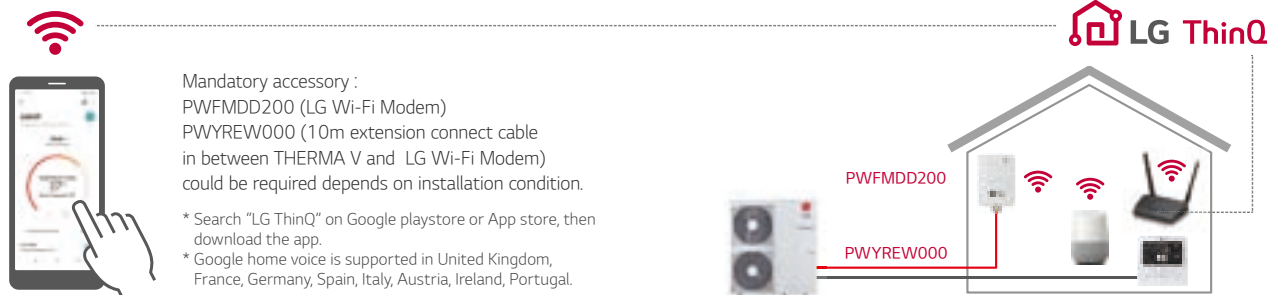 LG ThinQ
Mandatory accessory :
PWFMDD200 (LG Wi-Fi Modem)
PWYREW000 (10m extension connect cable
in between THERMA V and LG Wi-Fi Modem)
could be required depends on installation condition.
* Search “LG ThinQ“ on Google playstore or App store, then
download the app.
* Google home voice is supported in United Kingdom,
France, Germany, Spain, Italy, Austria, Ireland, Portugal.
PWFMDD200
PWYREW000